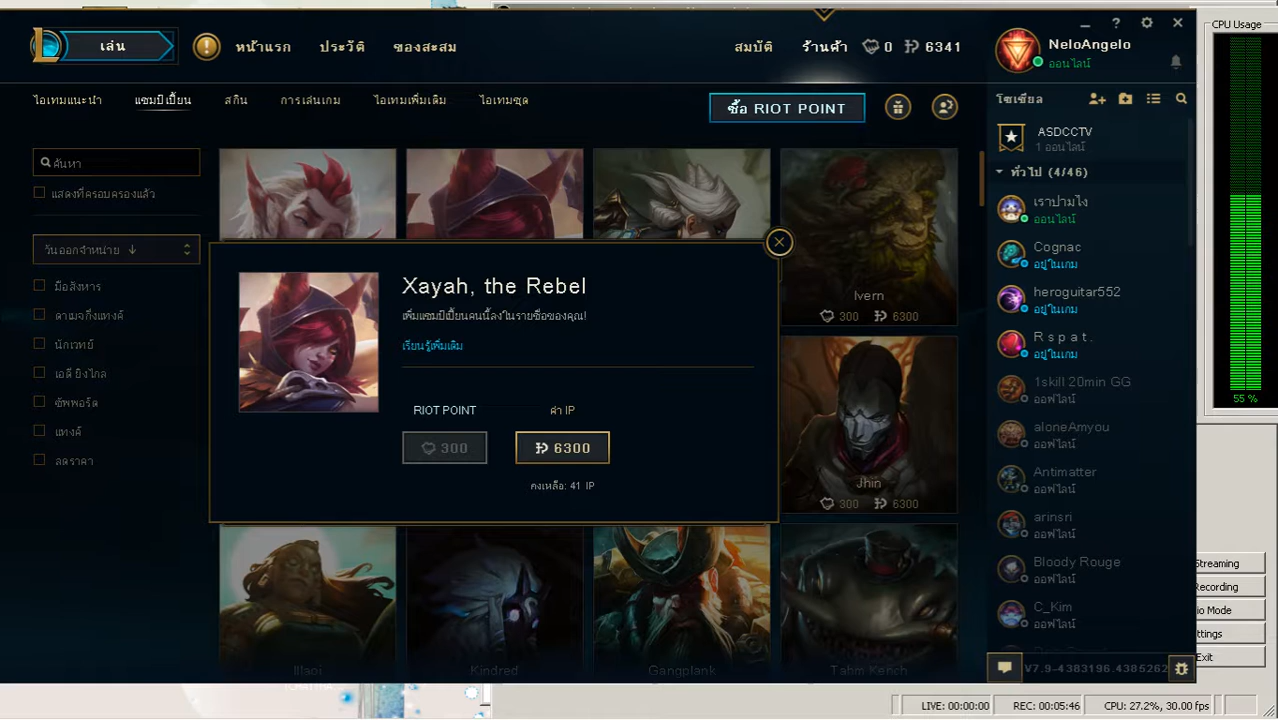 เล่น
หน้าแรก
ประวัติ
ของสะสม
สมบัติ
ร้านค้า
0
6341
NeloAngelo
ออนไลน์
CPU Usage
ไอเทมแนะนำ
แชมป์เปี้ยน
สกิน
การเล่นเกม
ไอเทมเพิ่มเติม
ไอเทมชุด
ซื้อ RIOT POINT
โซเชียล
ค้นหา
แสดงที่ครอบครองแล้ว
วันออกจำหน่าย
มือสังหาร
ดาเมจกึ่งแทงค์
นักเวทย์
เอดี ยิงไกล
ซัพพอร์ต
แทงค์
ลดราคา
Ivern
300 6300
Xayah, the Rebel
เพิ่มแชมป์เปี้ยนคนนี้ลงในรายชื่อของคุณ!
เรียนรู้เพิ่มเติม
RIOT POINT
ค่า IP
300
6300
คงเหลือ: 41 IP
Jhin
300 6300
Illaoi
Kindred
Gangplank
Tahm Kench
ASDCCTV
1 ออนไลน์
ทั่วไป (4/46)
เราปามไง
ออนไลน์
Cognac
อยู่ในเกม
heroguitar552
อยู่ในเกม
R s p a t .
อยู่ในเกม
1skill 20min GG
ออฟไลน์
aloneAmyou
ออฟไลน์
Antimatter
ออฟไลน์
arinsri
ออฟไลน์
Bloody Rouge
ออฟไลน์
C_Kim
ออฟไลน์
V7.9-4383196.4385262
55 %
Streaming
Recording
io Mode
ttings
Exit
LIVE: 00:00:00
REC: 00:05:46
CPU: 27.2%, 30.00 fps